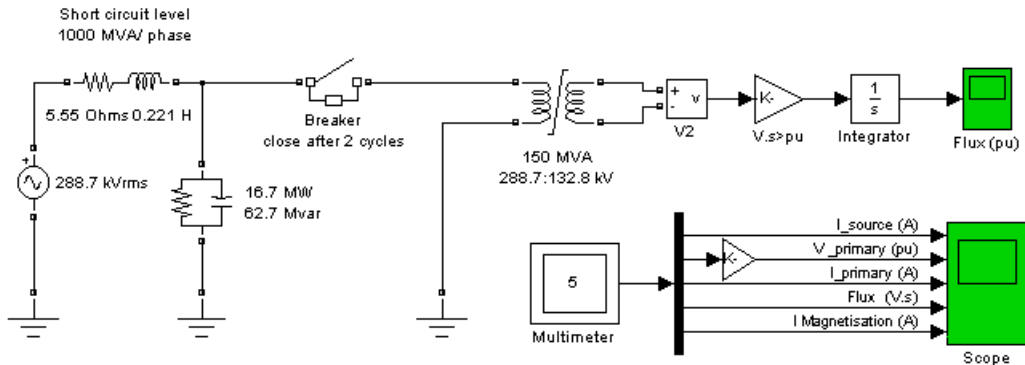 Short circuit level
1000 MVA/ phase
5.55 Ohms 0.221 H
Breaker
close after 2 cycles
+
288.7 kVrms
16.7 MW
62.7 Mvar
150 MVA
288.7:132.8 kV
+
-
v
V2
K-
V.s>pu
1
s
Integrator
Flux (pu)
5
Multimeter
K-
I_source (A)
V_primary (pu)
I_primary (A)
Flux (V.s)
I Magnetisation (A)
Scope